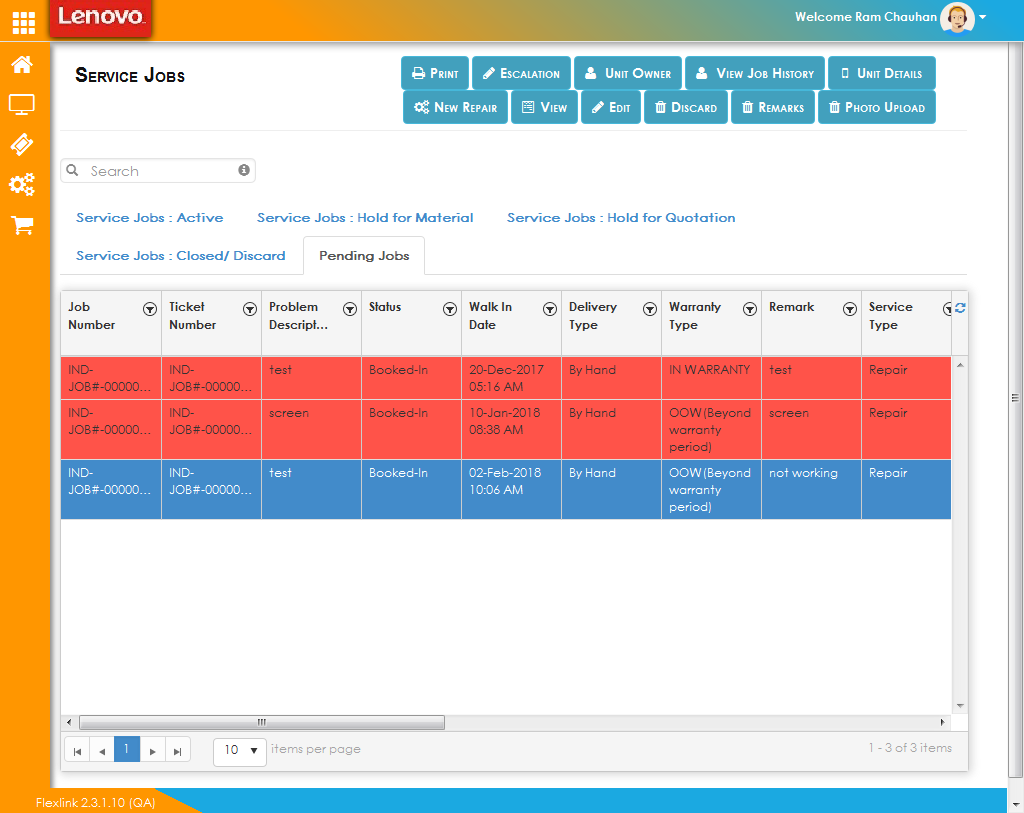 Lenovo
Welcome Ram Chauhan
Service Jobs
Print Escalation Unit Owner View Job History Unit Details
New Repair View Edit Discard Remarks Photo Upload
Search
Service Jobs : Active Service Jobs : Hold for Material Service Jobs : Hold for Quotation
Service Jobs : Closed/ Discard Pending Jobs
Job Ticket Problem Status Walk In Delivery Warranty Remark Service
Number Number Descript... Date Type Type Type
IND- IND- test Booked-In 20-Dec-2017 By Hand IN WARRANTY test Repair
JOB#-00000... JOB#-00000... 05:16 AM
IND- IND- screen Booked-In 10-Jan-2018 By Hand OOW(Beyond screen Repair
JOB#-00000... JOB#-00000... 08:38 AM warranty
period)
IND- IND- test Booked-In 02-Feb-2018 By Hand OOW(Beyond not working Repair
JOB#-00000... JOB#-00000... 10:06 AM warranty
period)
1 10 items per page 1 - 3 of 3 items
Flexlink 2.3.1.10 (QA)